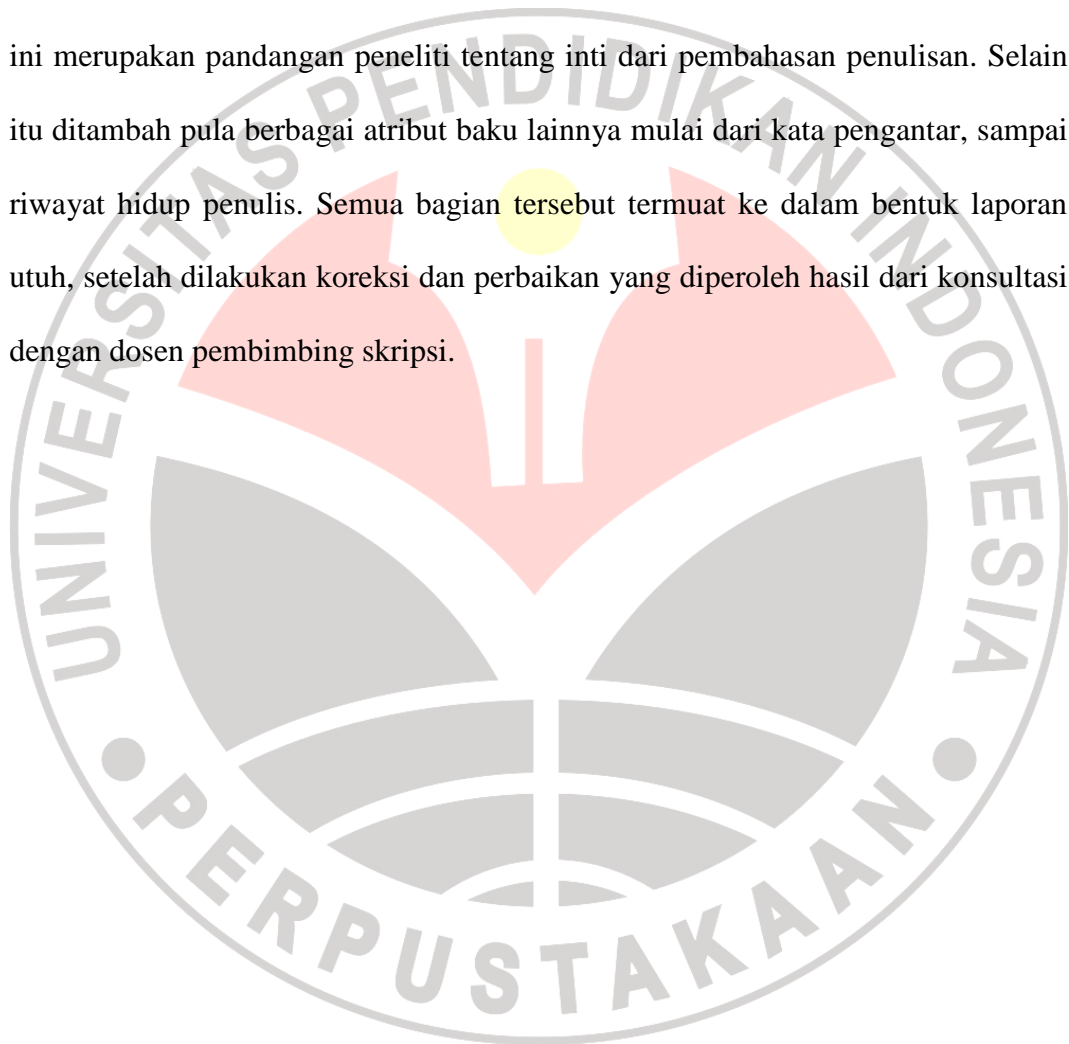 ini merupakan pandangan peneliti tentang inti dari pembahasan penulisan. Selain
itu ditambah pula berbagai atribut baku lainnya mulai dari kata pengantar, sampai
riwayat hidup penulis. Semua bagian tersebut termuat ke dalam bentuk laporan
utuh, setelah dilakukan koreksi dan perbaikan yang diperoleh hasil dari konsultasi
dengan dosen pembimbing skripsi.
UNIVERSITAS PENDIDIKAN INDONESIA
PERPUSTAKAAN